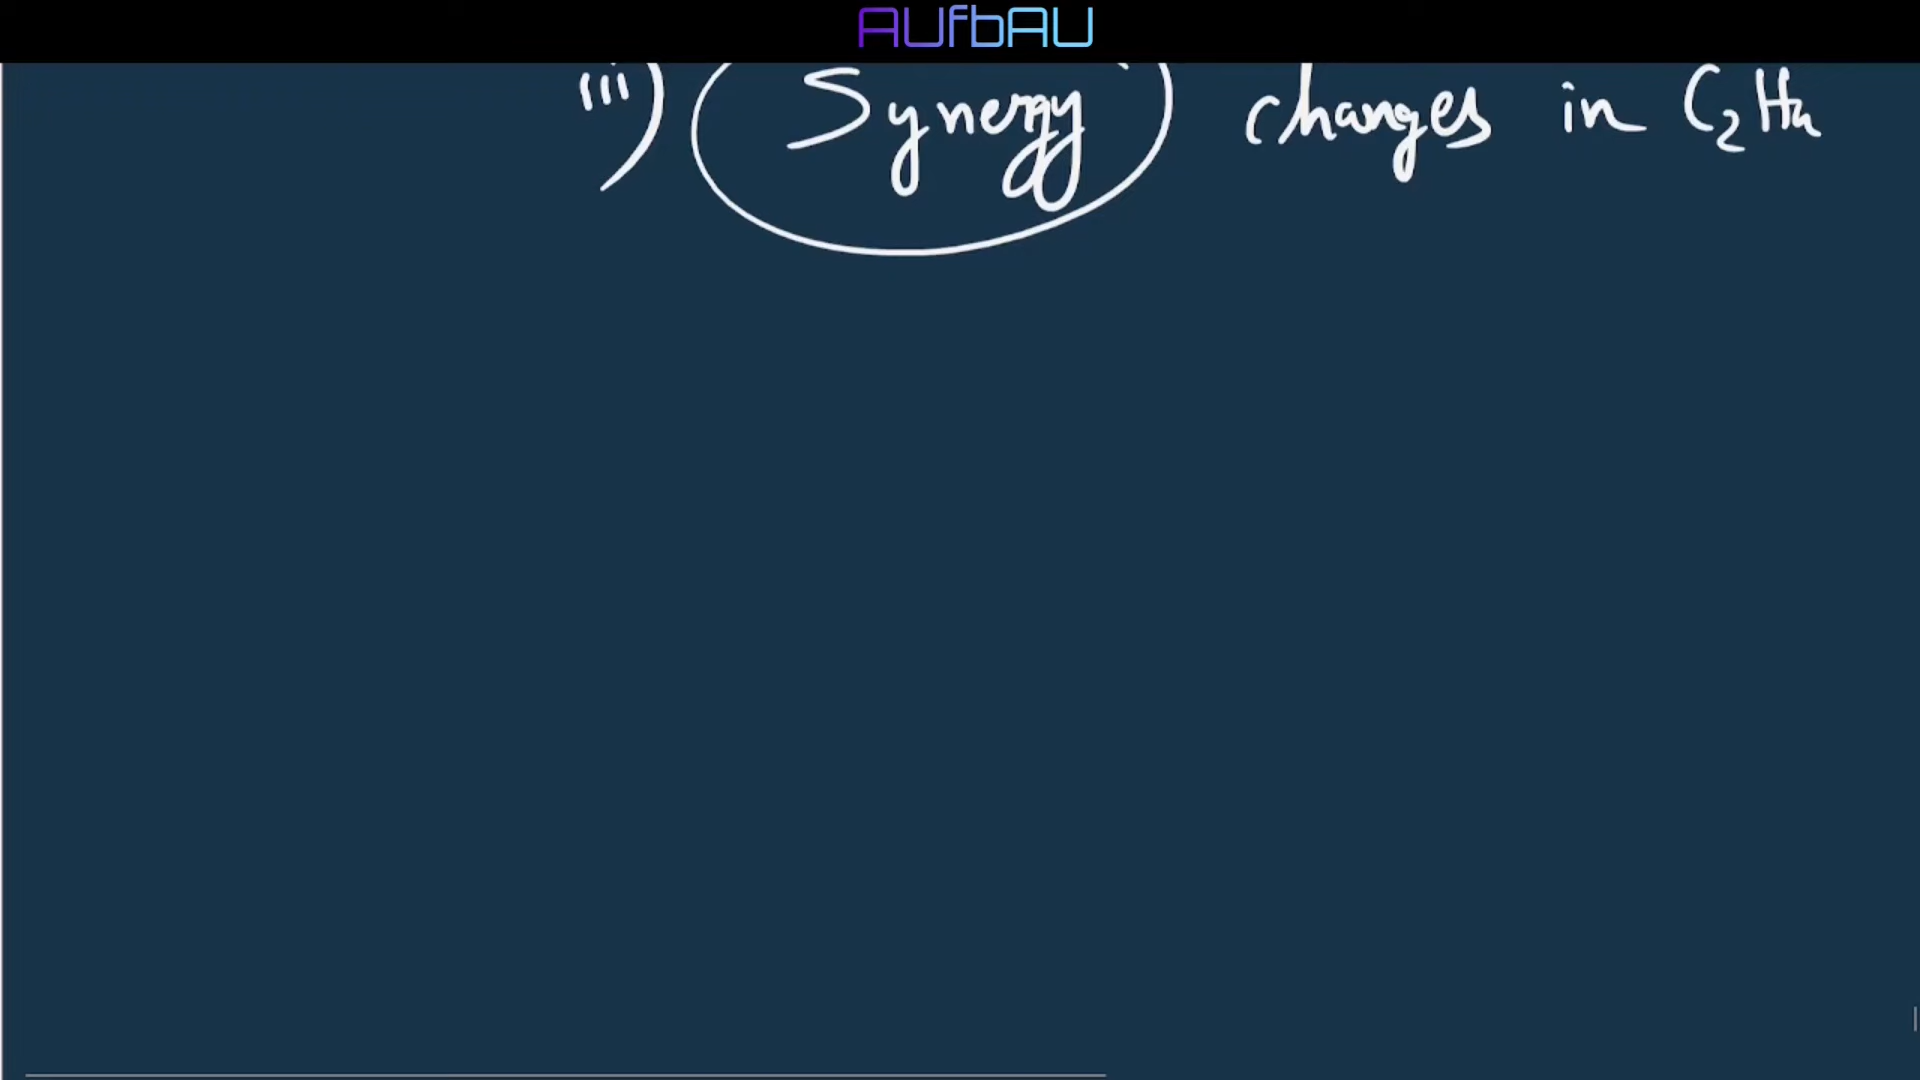 AUfbAU
iii) Synergy changes in C₂H₄